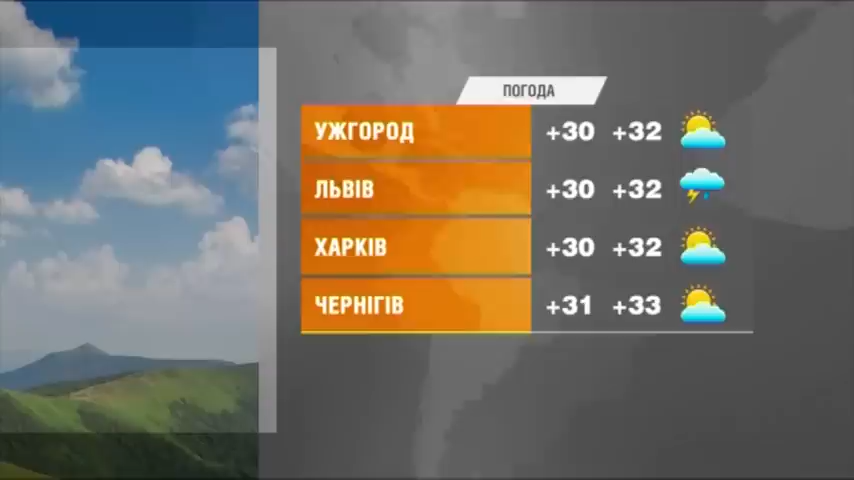 ПОГОДА
УЖГОРОД +30 +32
ЛЬВІВ +30 +32
ХАРКІВ +30 +32
ЧЕРНІГІВ +31 +33